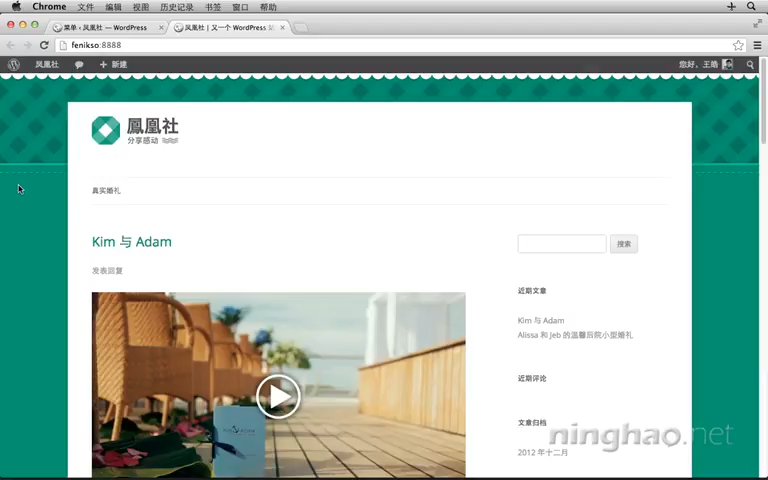 Chrome 文件 编辑 视图 历史记录 书签 窗口 帮助
菜单 ‹ 凤凰社 — WordPress
凤凰社 | 又一个 WordPress 站
fenikso:8888
凤凰社 新建 您好，王皓
鳳凰社
分享感动
真实婚礼
Kim 与 Adam
发表回复
搜索
近期文章
Kim 与 Adam
Alissa 和 Jeb 的温馨后院小型婚礼
近期评论
文章归档
2012 年十二月
ninghao.net